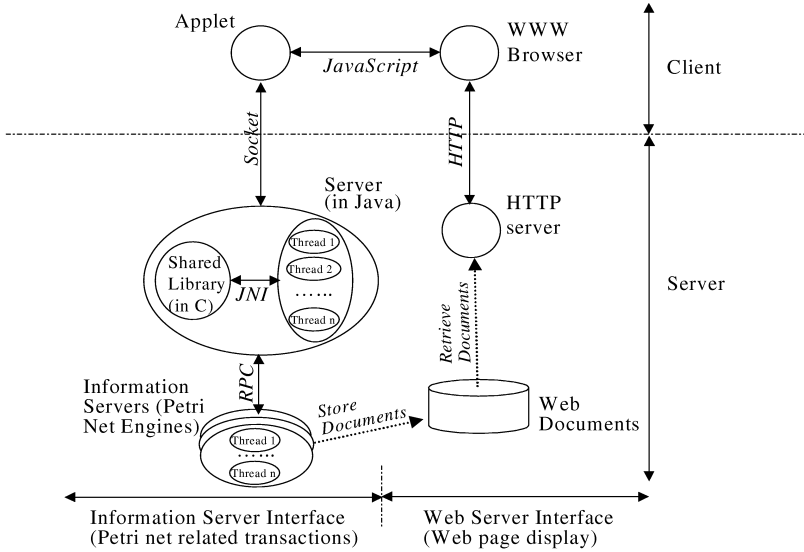 Applet
WWW
Browser
JavaScript
Client
Socket
HTTP
Server
(in Java)
HTTP
server
Thread 1
Shared
Library
(in C)
Thread 2
JNI
......
Thread n
Server
Retrieve
Documents
RPC
Information
Servers (Petri
Net Engines)
Store
Documents
Web
Documents
Thread 1
......
Thread n
Information Server Interface
(Petri net related transactions)
Web Server Interface
(Web page display)